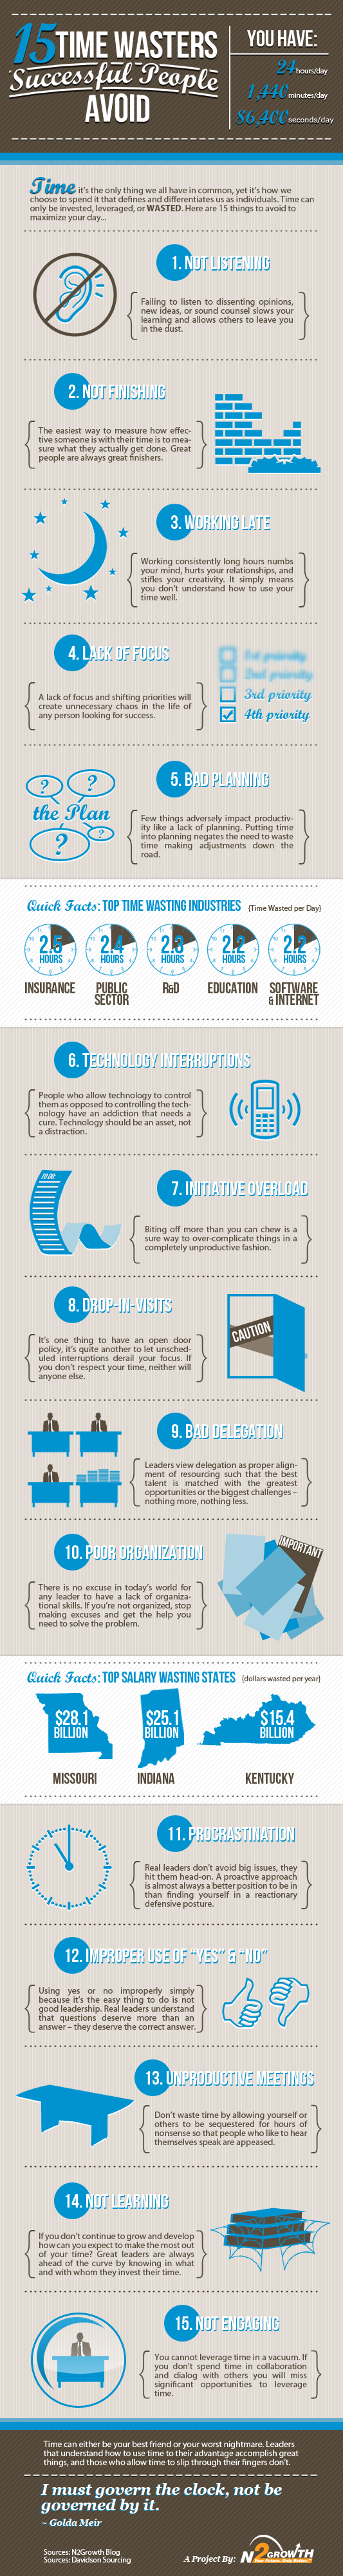 15 TIME WASTERS
Successful People
AVOID
YOU HAVE:
24 hours/day
1,440 minutes/day
86,400 seconds/day
Time it's the only thing we all have in common, yet it's how we
choose to spend it that defines and differentiates us as individuals. Time can
only be invested, leveraged, or WASTED. Here are 15 things to avoid to
maximize your day...
1. NOT LISTENING
Failing to listen to dissenting opinions,
new ideas, or sound counsel slows your
learning and allows others to leave you
in the dust.
2. NOT FINISHING
The easiest way to measure how effec-
tive someone is with their time is to mea-
sure what they actually get done. Great
people are always great finishers.
3. WORKING LATE
Working consistently long hours numbs
your mind, hurts your relationships, and
stifles your creativity. It simply means
you don't understand how to use your
time well.
4. LACK OF FOCUS
A lack of focus and shifting priorities will
create unnecessary chaos in the life of
any person looking for success.
1st priority
2nd priority
3rd priority
4th priority
the Plan
? ? ? ?
5. BAD PLANNING
Few things adversely impact productiv-
ity like a lack of planning. Putting time
into planning negates the need to waste
time making adjustments down the
road.
Quick Facts: TOP TIME WASTING INDUSTRIES (Time Wasted per Day)
2.5 HOURS
INSURANCE
2.4 HOURS
PUBLIC
SECTOR
2.3 HOURS
R&D
2.2 HOURS
EDUCATION
2.2 HOURS
SOFTWARE
& INTERNET
6. TECHNOLOGY INTERRUPTIONS
People who allow technology to control
them as opposed to controlling the tech-
nology have an addiction that needs a
cure. Technology should be an asset, not
a distraction.
TO DO
7. INITIATIVE OVERLOAD
Biting off more than you can chew is a
sure way to over-complicate things in a
completely unproductive fashion.
8. DROP-IN-VISITS
It's one thing to have an open door
policy, it's quite another to let unsched-
uled interruptions derail your focus. If
you don't respect your time, neither will
anyone else.
CAUTION
9. BAD DELEGATION
Leaders view delegation as proper align-
ment of resourcing such that the best
talent is matched with the greatest
opportunities or the biggest challenges –
nothing more, nothing less.
10. POOR ORGANIZATION
There is no excuse in today's world for
any leader to have a lack of organiza-
tional skills. If you're not organized, stop
making excuses and get the help you
need to solve the problem.
IMPORTANT
Quick Facts: TOP SALARY WASTING STATES (dollars wasted per year)
$28.1
BILLION
MISSOURI
$25.1
BILLION
INDIANA
$15.4
BILLION
KENTUCKY
11. PROCRASTINATION
Real leaders don't avoid big issues, they
hit them head-on. A proactive approach
is almost always a better position to be in
than finding yourself in a reactionary
defensive posture.
12. IMPROPER USE OF "YES" & "NO"
Using yes or no improperly simply
because it's the easy thing to do is not
good leadership. Real leaders understand
that questions deserve more than an
answer – they deserve the correct answer.
13. UNPRODUCTIVE MEETINGS
Don't waste time by allowing yourself or
others to be sequestered for hours of
nonsense so that people who like to hear
themselves speak are appeased.
14. NOT LEARNING
If you don't continue to grow and develop
how can you expect to make the most out
of your time? Great leaders are always
ahead of the curve by knowing in what
and with whom they invest their time.
15. NOT ENGAGING
You cannot leverage time in a vacuum. If
you don't spend time in collaboration
and dialog with others you will miss
significant opportunities to leverage
time.
Time can either be your best friend or your worst nightmare. Leaders
that understand how to use time to their advantage accomplish great
things, and those who allow time to slip through their fingers don't.
I must govern the clock, not be
governed by it.
~ Golda Meir
Sources: N2Growth Blog
Sources: Davidson Sourcing
A Project By: N2GROWTH